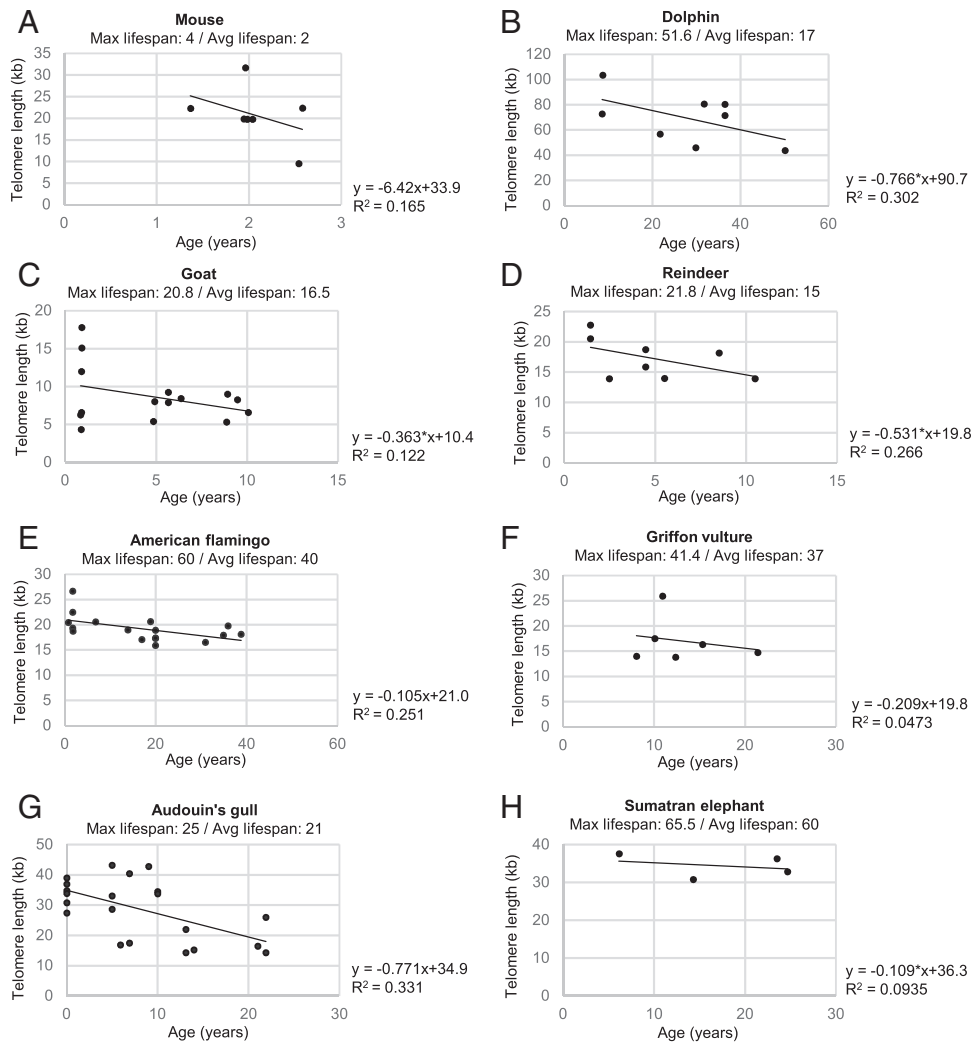 A
Mouse
Max lifespan: 4 / Avg lifespan: 2
Telomere length (kb)
35
30
25
20
15
10
5
0
0 1 2 3
Age (years)
y = -6.42x+33.9
R² = 0.165
B
Dolphin
Max lifespan: 51.6 / Avg lifespan: 17
Telomere length (kb)
120
100
80
60
40
20
0
0 20 40 60
Age (years)
y = -0.766*x+90.7
R² = 0.302
C
Goat
Max lifespan: 20.8 / Avg lifespan: 16.5
Telomere length (kb)
20
15
10
5
0
0 5 10 15
Age (years)
y = -0.363*x+10.4
R² = 0.122
D
Reindeer
Max lifespan: 21.8 / Avg lifespan: 15
Telomere length (kb)
25
20
15
10
5
0
0 5 10 15
Age (years)
y = -0.531*x+19.8
R² = 0.266
E
American flamingo
Max lifespan: 60 / Avg lifespan: 40
Telomere length (kb)
30
25
20
15
10
5
0
0 20 40 60
Age (years)
y = -0.105x+21.0
R² = 0.251
F
Griffon vulture
Max lifespan: 41.4 / Avg lifespan: 37
Telomere length (kb)
30
25
20
15
10
5
0
0 10 20 30
Age (years)
y = -0.209x+19.8
R² = 0.0473
G
Audouin's gull
Max lifespan: 25 / Avg lifespan: 21
Telomere length (kb)
50
40
30
20
10
0
0 10 20 30
Age (years)
y = -0.771x+34.9
R² = 0.331
H
Sumatran elephant
Max lifespan: 65.5 / Avg lifespan: 60
Telomere length (kb)
40
30
20
10
0
0 10 20 30
Age (years)
y = -0.109*x+36.3
R² = 0.0935